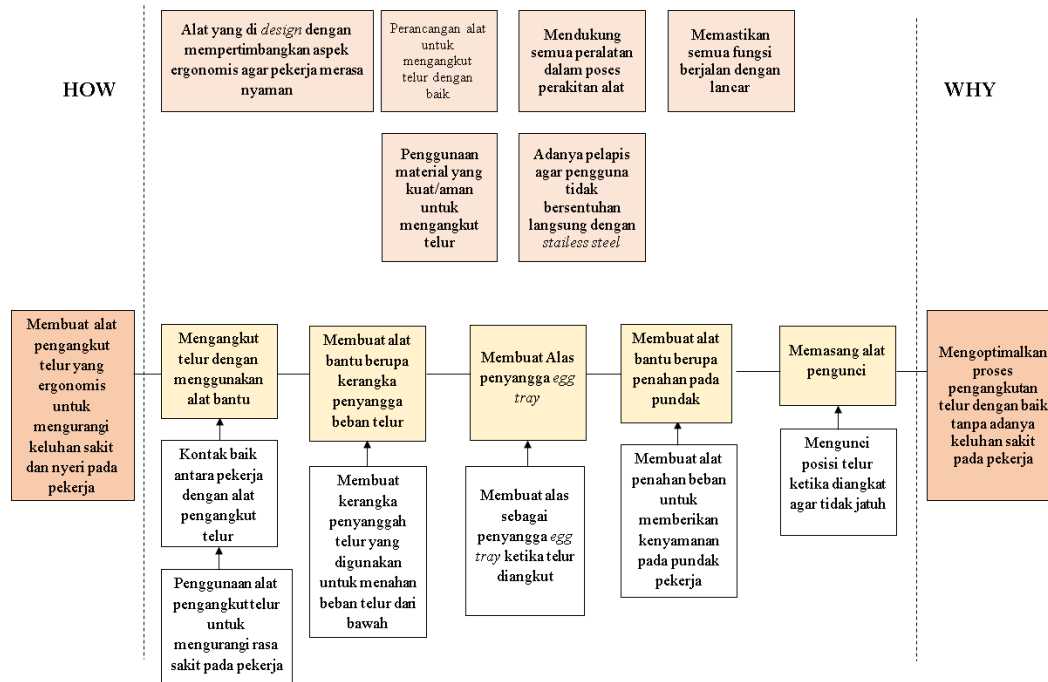 Alat yang di design dengan
mempertimbangkan aspek
ergonomis agar pekerja merasa
nyaman
Perancangan alat
untuk
mengangkut
telur dengan
baik
Mendukung
semua peralatan
dalam poses
perakitan alat
Memastikan
semua fungsi
berjalan dengan
lancar
HOW
WHY
Penggunaan
material yang
kuat/aman
untuk
mengangkut
telur
Adanya pelapis
agar pengguna
tidak
bersentuhan
langsung dengan
stailess steel
Membuat alat
pengangkut
telur yang
ergonomis
untuk
mengurangi
keluhan sakit
dan nyeri pada
pekerja
Mengangkut
telur dengan
menggunakan
alat bantu
Membuat alat
bantu berupa
kerangka
penyangga
beban telur
Membuat Alas
penyangga egg
tray
Membuat alat
bantu berupa
penahan pada
pundak
Memasang alat
pengunci
Mengoptimalkan
proses
pengangkutan
telur dengan baik
tanpa adanya
keluhan sakit
pada pekerja
Kontak baik
antara pekerja
dengan alat
pengangkut
telur
Membuat
kerangka
penyanggah
telur yang
digunakan
untuk menahan
beban telur dari
bawah
Membuat alas
sebagai
penyangga egg
tray ketika telur
diangkut
Membuat alat
penahan beban
untuk
memberikan
kenyamanan
pada pundak
pekerja
Mengunci
posisi telur
ketika diangkat
agar tidak jatuh
Penggunaan alat
pengangkut telur
untuk
mengurangi rasa
sakit pada pekerja